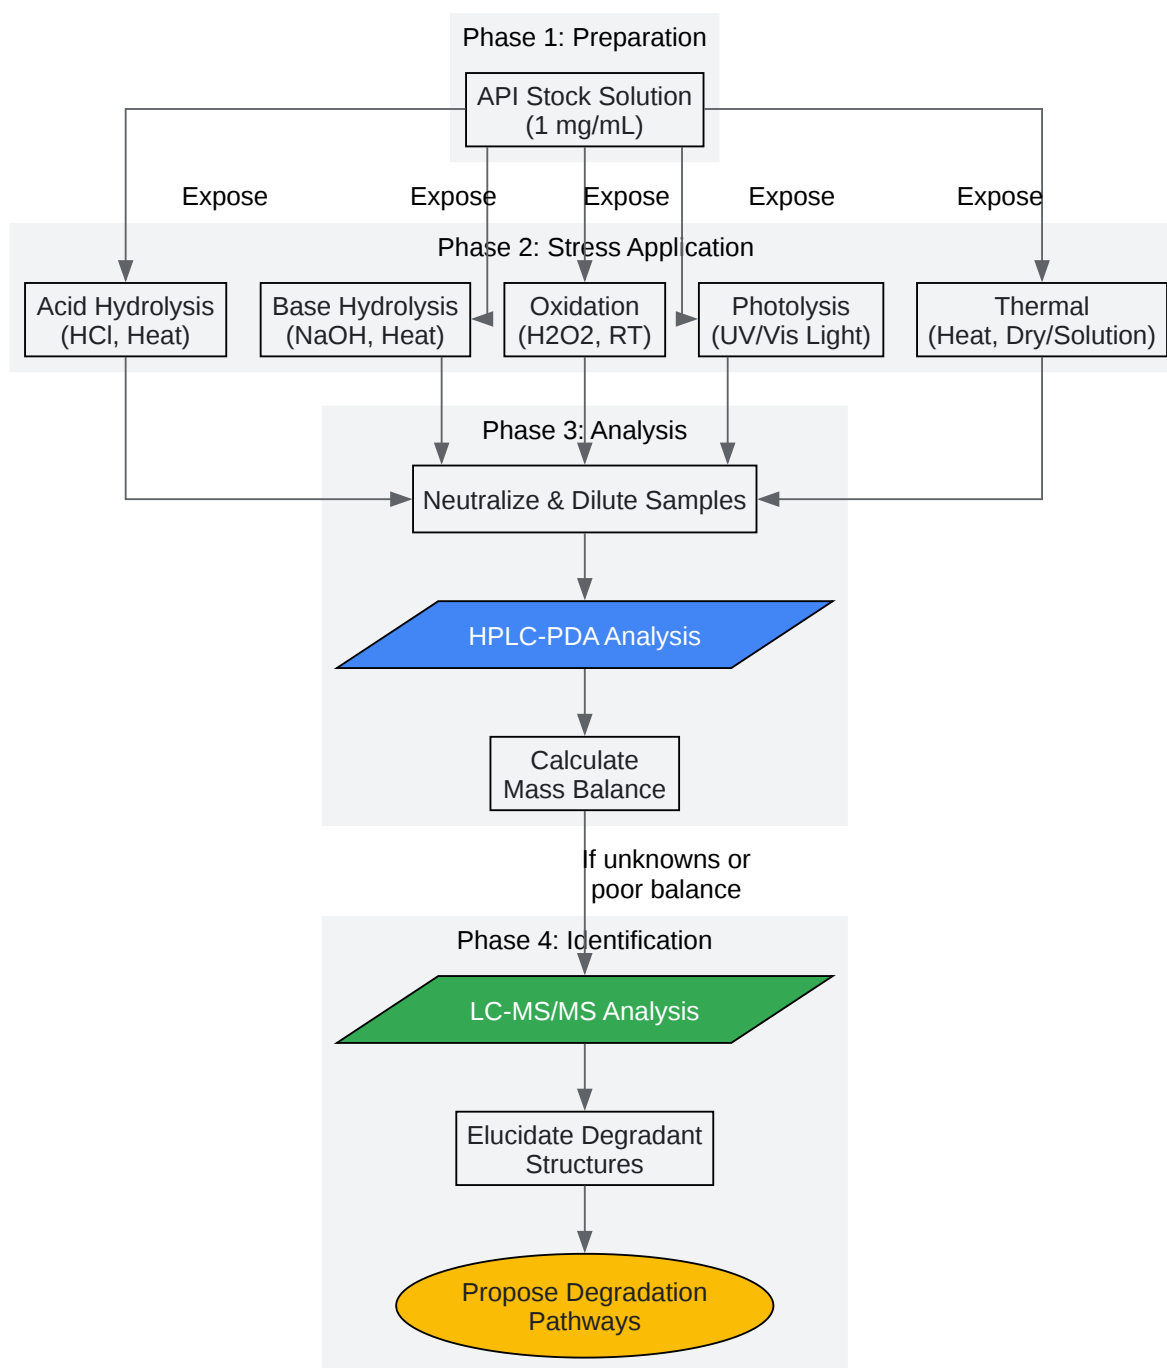 Phase 1: Preparation
API Stock Solution
(1 mg/mL)
Expose
Expose
Expose
Expose
Expose
Phase 2: Stress Application
Acid Hydrolysis
(HCl, Heat)
Base Hydrolysis
(NaOH, Heat)
Oxidation
(H2O2, RT)
Photolysis
(UV/Vis Light)
Thermal
(Heat, Dry/Solution)
Phase 3: Analysis
Neutralize & Dilute Samples
HPLC-PDA Analysis
Calculate
Mass Balance
If unknowns or
poor balance
Phase 4: Identification
LC-MS/MS Analysis
Elucidate Degradant
Structures
Propose Degradation
Pathways